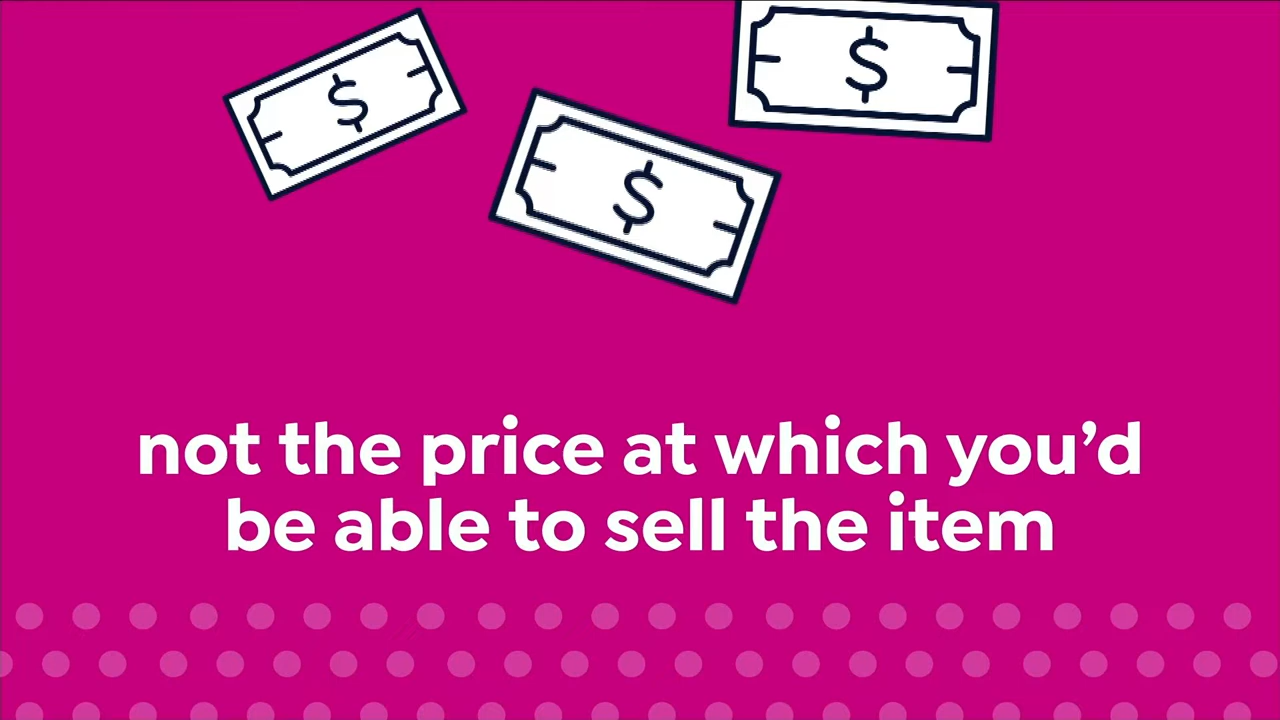 $
$
$
not the price at which you’d
be able to sell the item